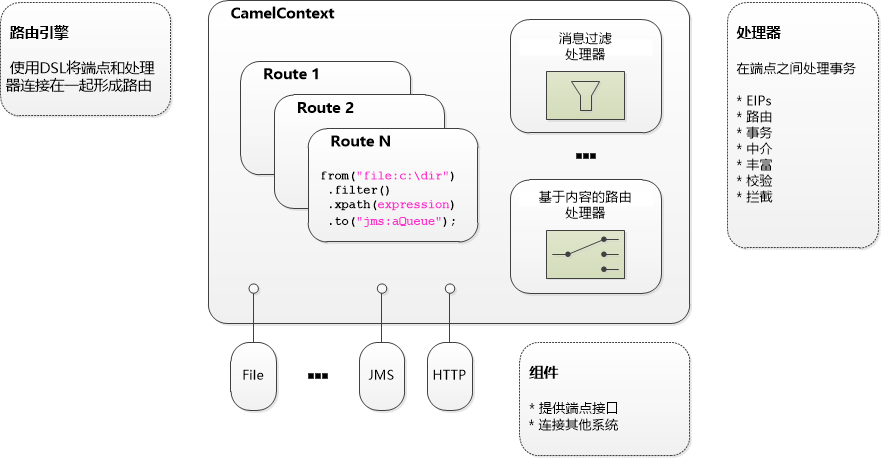 路由引擎
使用DSL将端点和处理
器连接在一起形成路由
CamelContext
Route 1
Route 2
Route N
from("file:c:\dir")
.filter()
.xpath(expression)
.to("jms:aQueue");
消息过滤
处理器
基于内容的路由
处理器
处理器
在端点之间处理事务
* EIPs
* 路由
* 事务
* 中介
* 丰富
* 校验
* 拦截
File
JMS
HTTP
组件
* 提供端点接口
* 连接其他系统